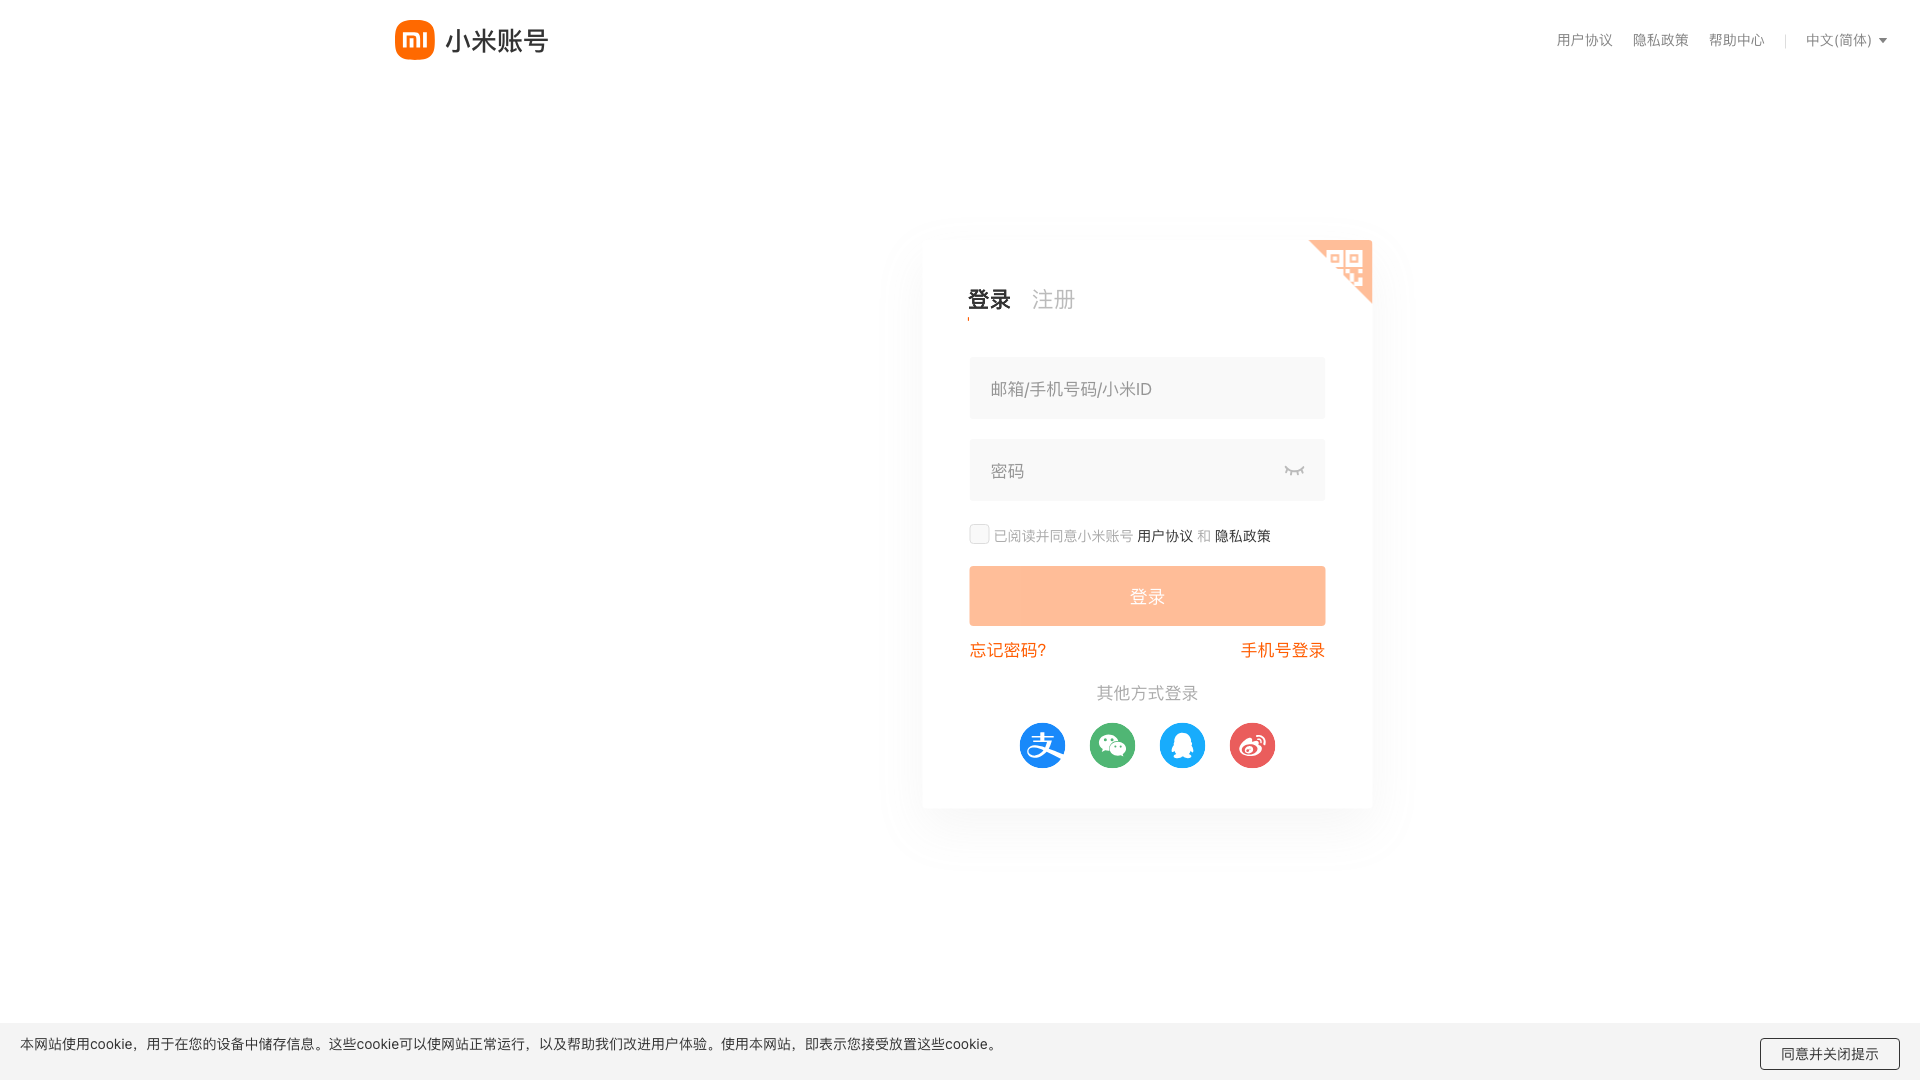 小米账号
用户协议 隐私政策 帮助中心 | 中文(简体)
登录 注册
邮箱/手机号码/小米ID
密码
已阅读并同意小米账号 用户协议 和 隐私政策
登录
忘记密码? 手机号登录
其他方式登录
本网站使用cookie，用于在您的设备中储存信息。这些cookie可以使网站正常运行，以及帮助我们改进用户体验。使用本网站，即表示您接受放置这些cookie。
同意并关闭提示